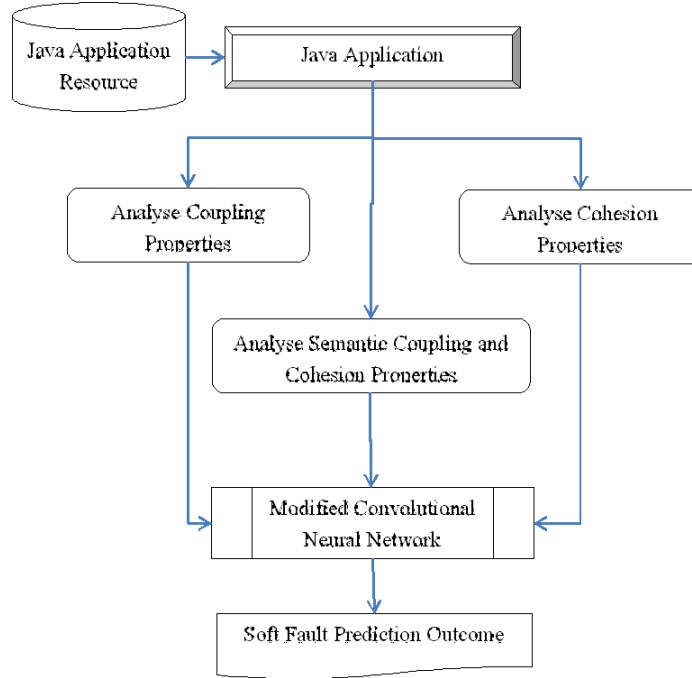 Java Application
Resource
Java Application
Analyse Coupling
Properties
Analyse Cohesion
Properties
Analyse Semantic Coupling and
Cohesion Properties
Modified Convolutional
Neural Network
Soft Fault Prediction Outcome